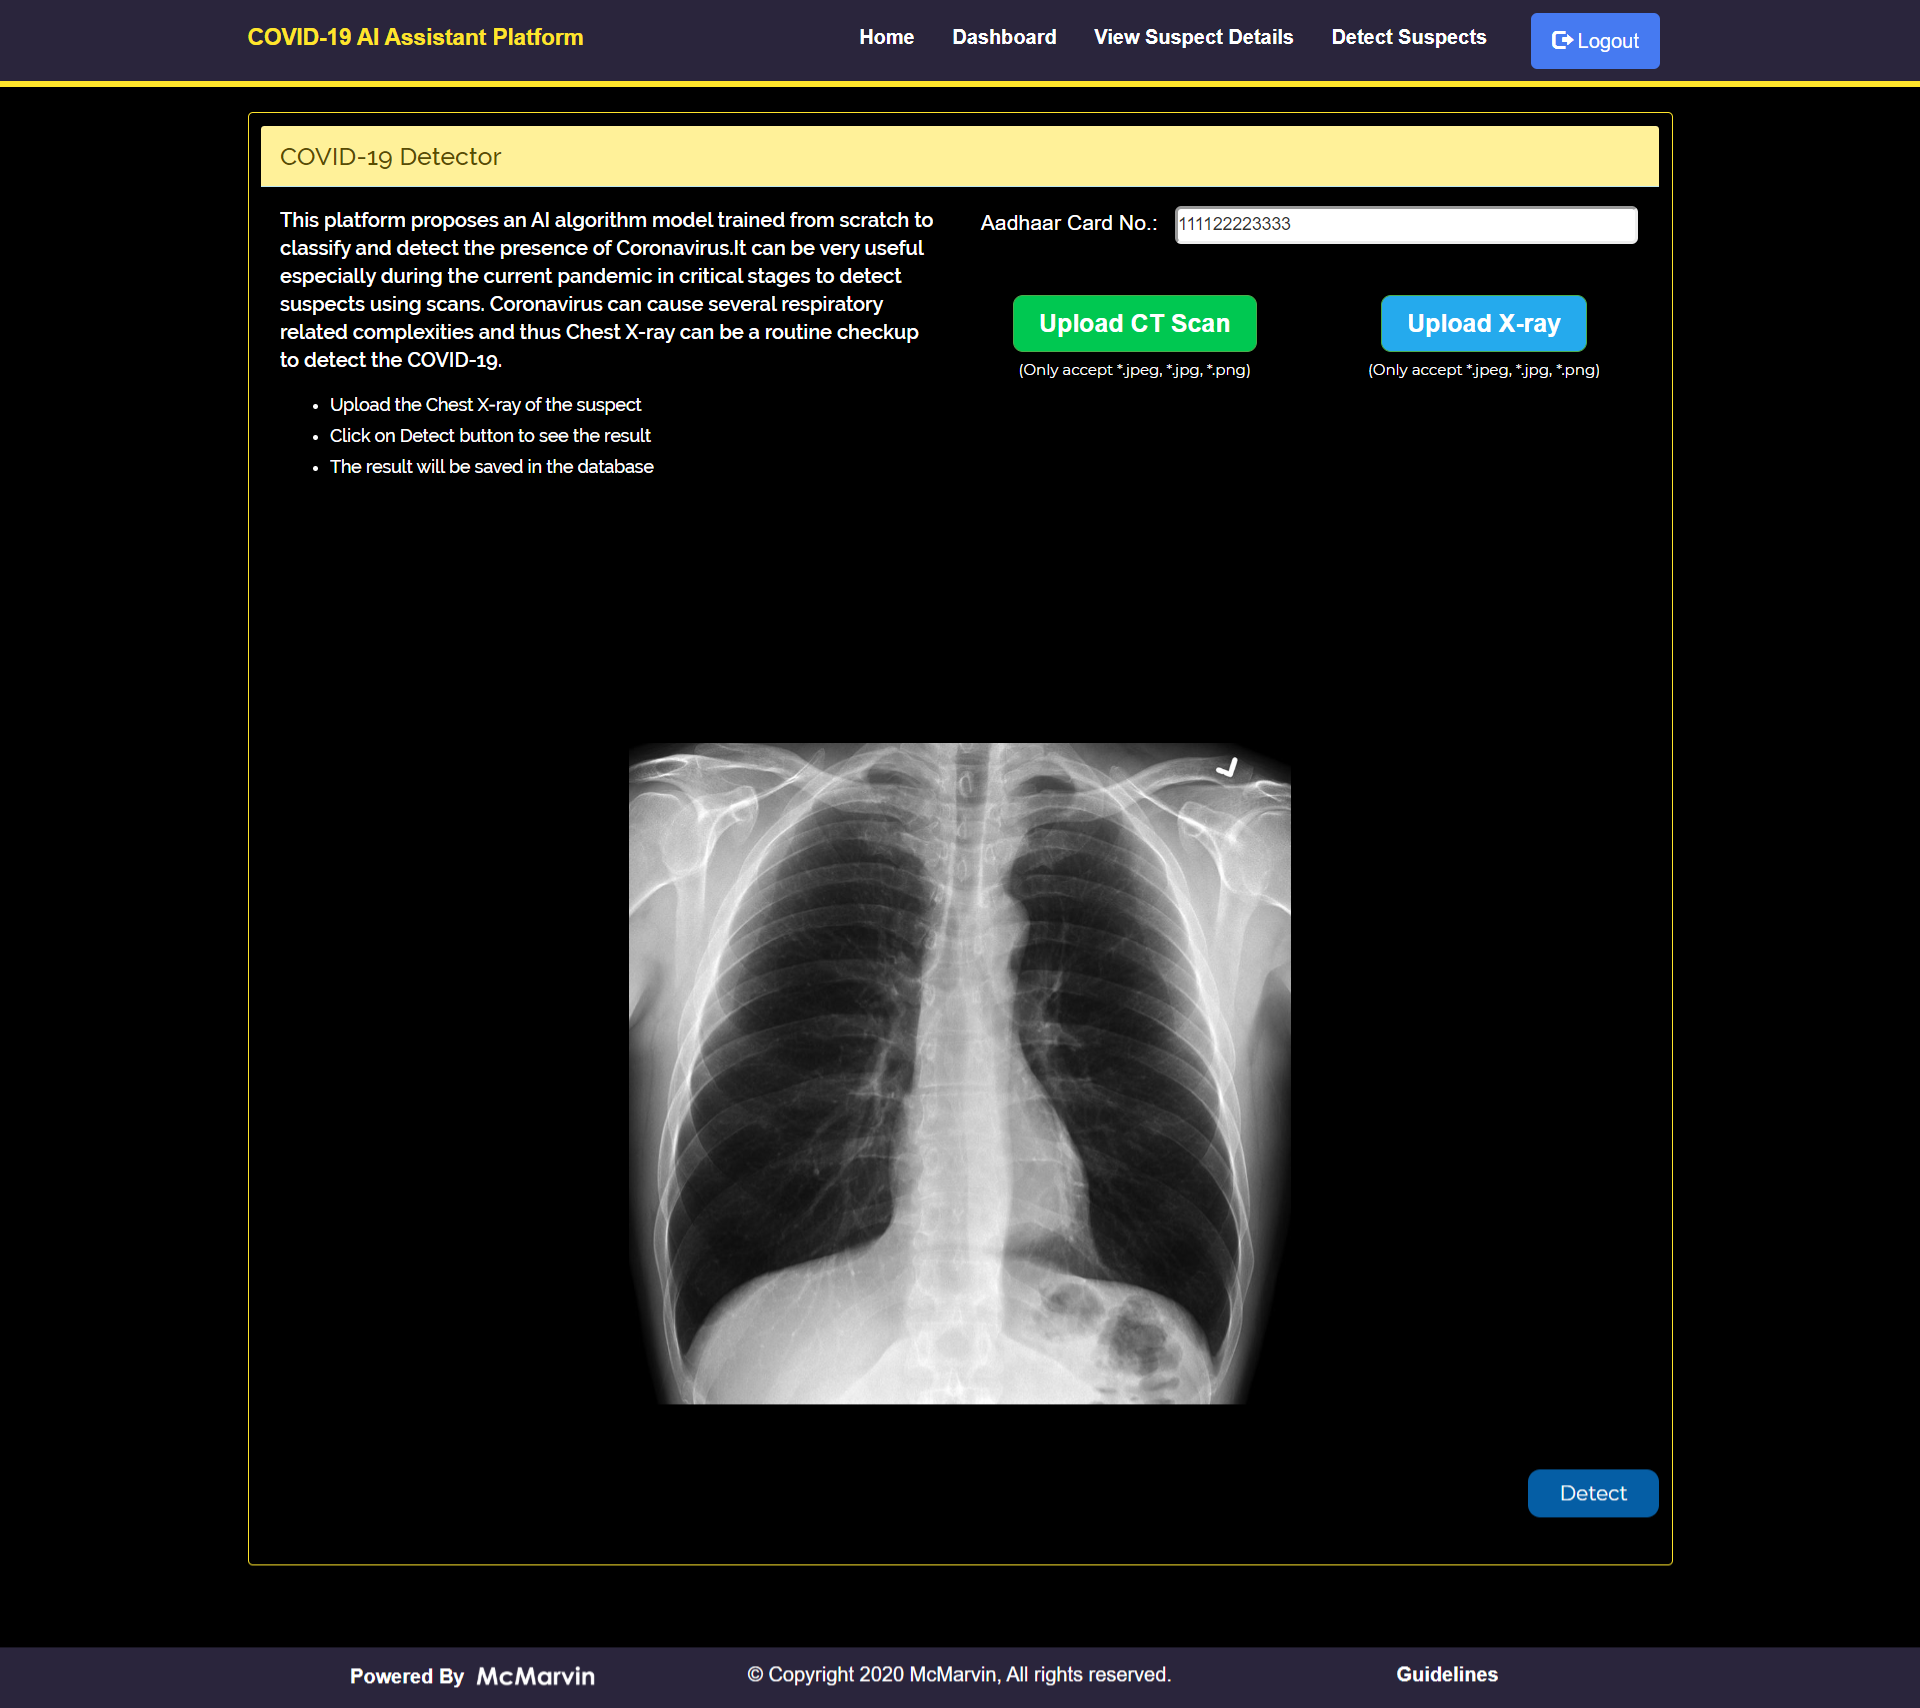 COVID-19 AI Assistant Platform
Home Dashboard View Suspect Details Detect Suspects Logout
COVID-19 Detector
This platform proposes an AI algorithm model trained from scratch to
classify and detect the presence of Coronavirus.It can be very useful
especially during the current pandemic in critical stages to detect
suspects using scans. Coronavirus can cause several respiratory
related complexities and thus Chest X-ray can be a routine checkup
to detect the COVID-19.
• Upload the Chest X-ray of the suspect
• Click on Detect button to see the result
• The result will be saved in the database
Aadhaar Card No.: 111122223333
Upload CT Scan
(Only accept *.jpeg, *.jpg, *.png)
Upload X-ray
(Only accept *.jpeg, *.jpg, *.png)
L
Detect
Powered By McMarvin
© Copyright 2020 McMarvin, All rights reserved.
Guidelines